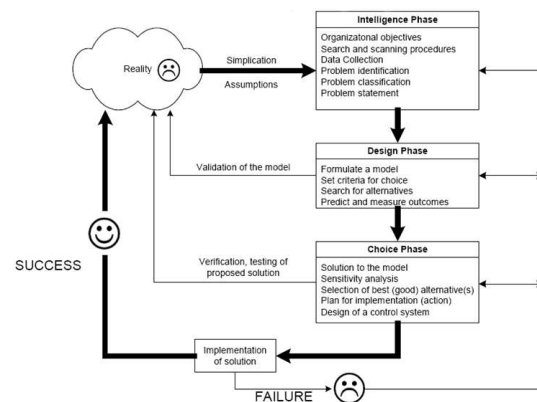 Intelligence Phase
Organizatonal objectives
Search and scanning procedures
Data Collection
Problem identification
Problem classification
Problem statement
Reality
Simplication
Assumptions
Design Phase
Formulate a model
Set criteria for choice
Search for alternatives
Predict and measure outcomes
Validation of the model
Choice Phase
Solution to the model
Sensitivity analysis
Selection of best (good) alternative(s)
Plan for implementation (action)
Design of a control system
Verification, testing of
proposed solution
SUCCESS
Implementation
of solution
FAILURE